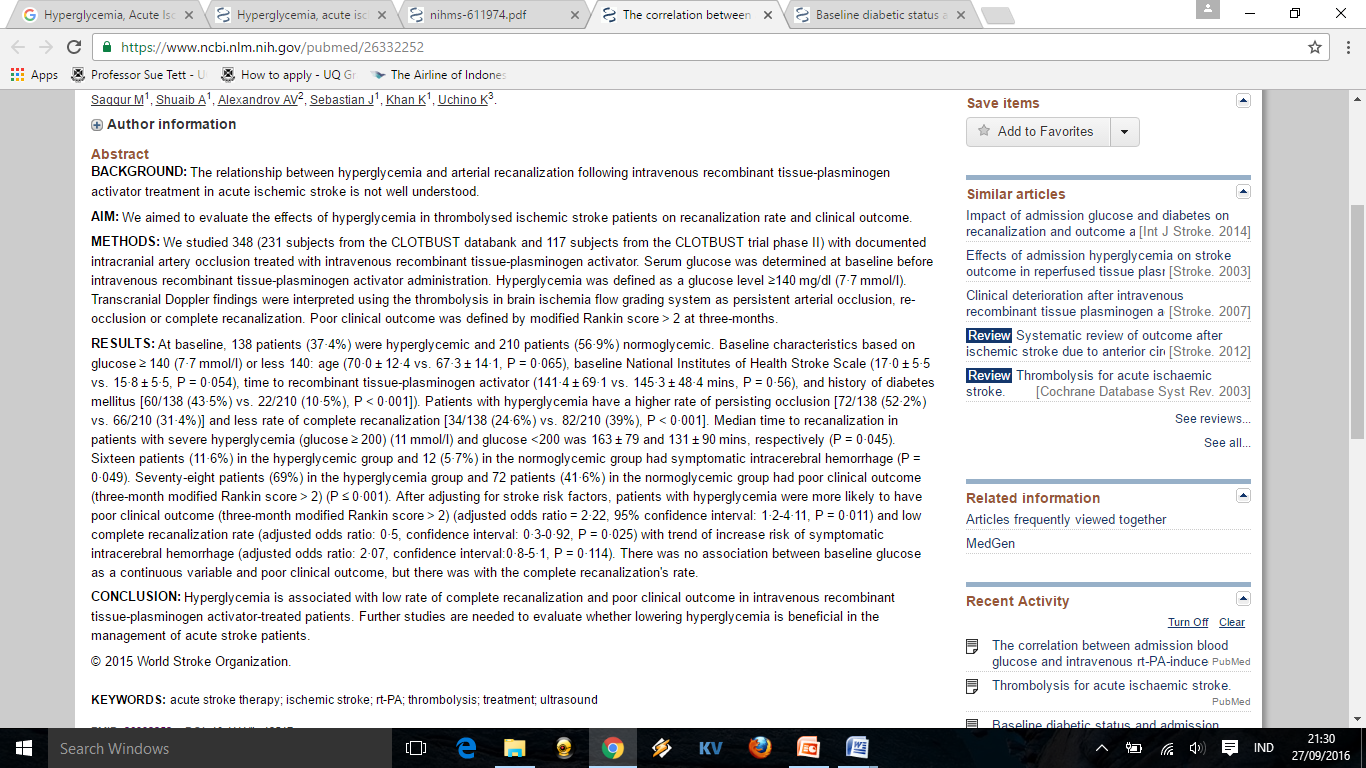 Hyperglycemia, Acute Isc
Hyperglycemia, acute isc
nihms-611974.pdf
The correlation between
Baseline diabetic status a
https://www.ncbi.nlm.nih.gov/pubmed/26332252
Apps
Professor Sue Tett - U
How to apply - UQ Gr
The Airline of Indones
Saqqur M1, Shuaib A1, Alexandrov AV2, Sebastian J1, Khan K1, Uchino K3.
Author information
Abstract
BACKGROUND: The relationship between hyperglycemia and arterial recanalization following intravenous recombinant tissue-plasminogen
activator treatment in acute ischemic stroke is not well understood.
AIM: We aimed to evaluate the effects of hyperglycemia in thrombolysed ischemic stroke patients on recanalization rate and clinical outcome.
METHODS: We studied 348 (231 subjects from the CLOTBUST databank and 117 subjects from the CLOTBUST trial phase II) with documented
intracranial artery occlusion treated with intravenous recombinant tissue-plasminogen activator. Serum glucose was determined at baseline before
intravenous recombinant tissue-plasminogen activator administration. Hyperglycemia was defined as a glucose level ≥140 mg/dl (7·7 mmol/l).
Transcranial Doppler findings were interpreted using the thrombolysis in brain ischemia flow grading system as persistent arterial occlusion, re-
occlusion or complete recanalization. Poor clinical outcome was defined by modified Rankin score > 2 at three-months.
RESULTS: At baseline, 138 patients (37·4%) were hyperglycemic and 210 patients (56·9%) normoglycemic. Baseline characteristics based on
glucose ≥ 140 (7·7 mmol/l) or less 140: age (70·0 ± 12·4 vs. 67·3 ± 14·1, P = 0·065), baseline National Institutes of Health Stroke Scale (17·0 ± 5·5
vs. 15·8 ± 5·5, P = 0·054), time to recombinant tissue-plasminogen activator (141·4 ± 69·1 vs. 145·3 ± 48·4 mins, P = 0·56), and history of diabetes
mellitus [60/138 (43·5%) vs. 22/210 (10·5%), P < 0·001]). Patients with hyperglycemia have a higher rate of persisting occlusion [72/138 (52·2%)
vs. 66/210 (31·4%)] and less rate of complete recanalization [34/138 (24·6%) vs. 82/210 (39%), P < 0·001]. Median time to recanalization in
patients with severe hyperglycemia (glucose ≥ 200) (11 mmol/l) and glucose <200 was 163 ± 79 and 131 ± 90 mins, respectively (P = 0·045).
Sixteen patients (11·6%) in the hyperglycemic group and 12 (5·7%) in the normoglycemic group had symptomatic intracerebral hemorrhage (P =
0·049). Seventy-eight patients (69%) in the hyperglycemia group and 72 patients (41·6%) in the normoglycemic group had poor clinical outcome
(three-month modified Rankin score > 2) (P ≤ 0·001). After adjusting for stroke risk factors, patients with hyperglycemia were more likely to have
poor clinical outcome (three-month modified Rankin score > 2) (adjusted odds ratio = 2·22, 95% confidence interval: 1·2-4·11, P = 0·011) and low
complete recanalization rate (adjusted odds ratio: 0·5, confidence interval: 0·3-0·92, P = 0·025) with trend of increase risk of symptomatic
intracerebral hemorrhage (adjusted odds ratio: 2·07, confidence interval:0·8-5·1, P = 0·114). There was no association between baseline glucose
as a continuous variable and poor clinical outcome, but there was with the complete recanalization's rate.
CONCLUSION: Hyperglycemia is associated with low rate of complete recanalization and poor clinical outcome in intravenous recombinant
tissue-plasminogen activator-treated patients. Further studies are needed to evaluate whether lowering hyperglycemia is beneficial in the
management of acute stroke patients.
© 2015 World Stroke Organization.
KEYWORDS: acute stroke therapy; ischemic stroke; rt-PA; thrombolysis; treatment; ultrasound
Save items
Add to Favorites
Similar articles
Impact of admission glucose and diabetes on
recanalization and outcome a [Int J Stroke. 2014]
Effects of admission hyperglycemia on stroke
outcome in reperfused tissue plas [Stroke. 2003]
Clinical deterioration after intravenous
recombinant tissue plasminogen a [Stroke. 2007]
Review Systematic review of outcome after
ischemic stroke due to anterior cir [Stroke. 2012]
Review Thrombolysis for acute ischaemic
stroke. [Cochrane Database Syst Rev. 2003]
See reviews...
See all...
Related information
Articles frequently viewed together
MedGen
Recent Activity
Turn Off Clear
The correlation between admission blood
glucose and intravenous rt-PA-induce PubMed
Thrombolysis for acute ischaemic stroke.
PubMed
Baseline diabetic status and admission
Search Windows
KV
IND
21:30
27/09/2016